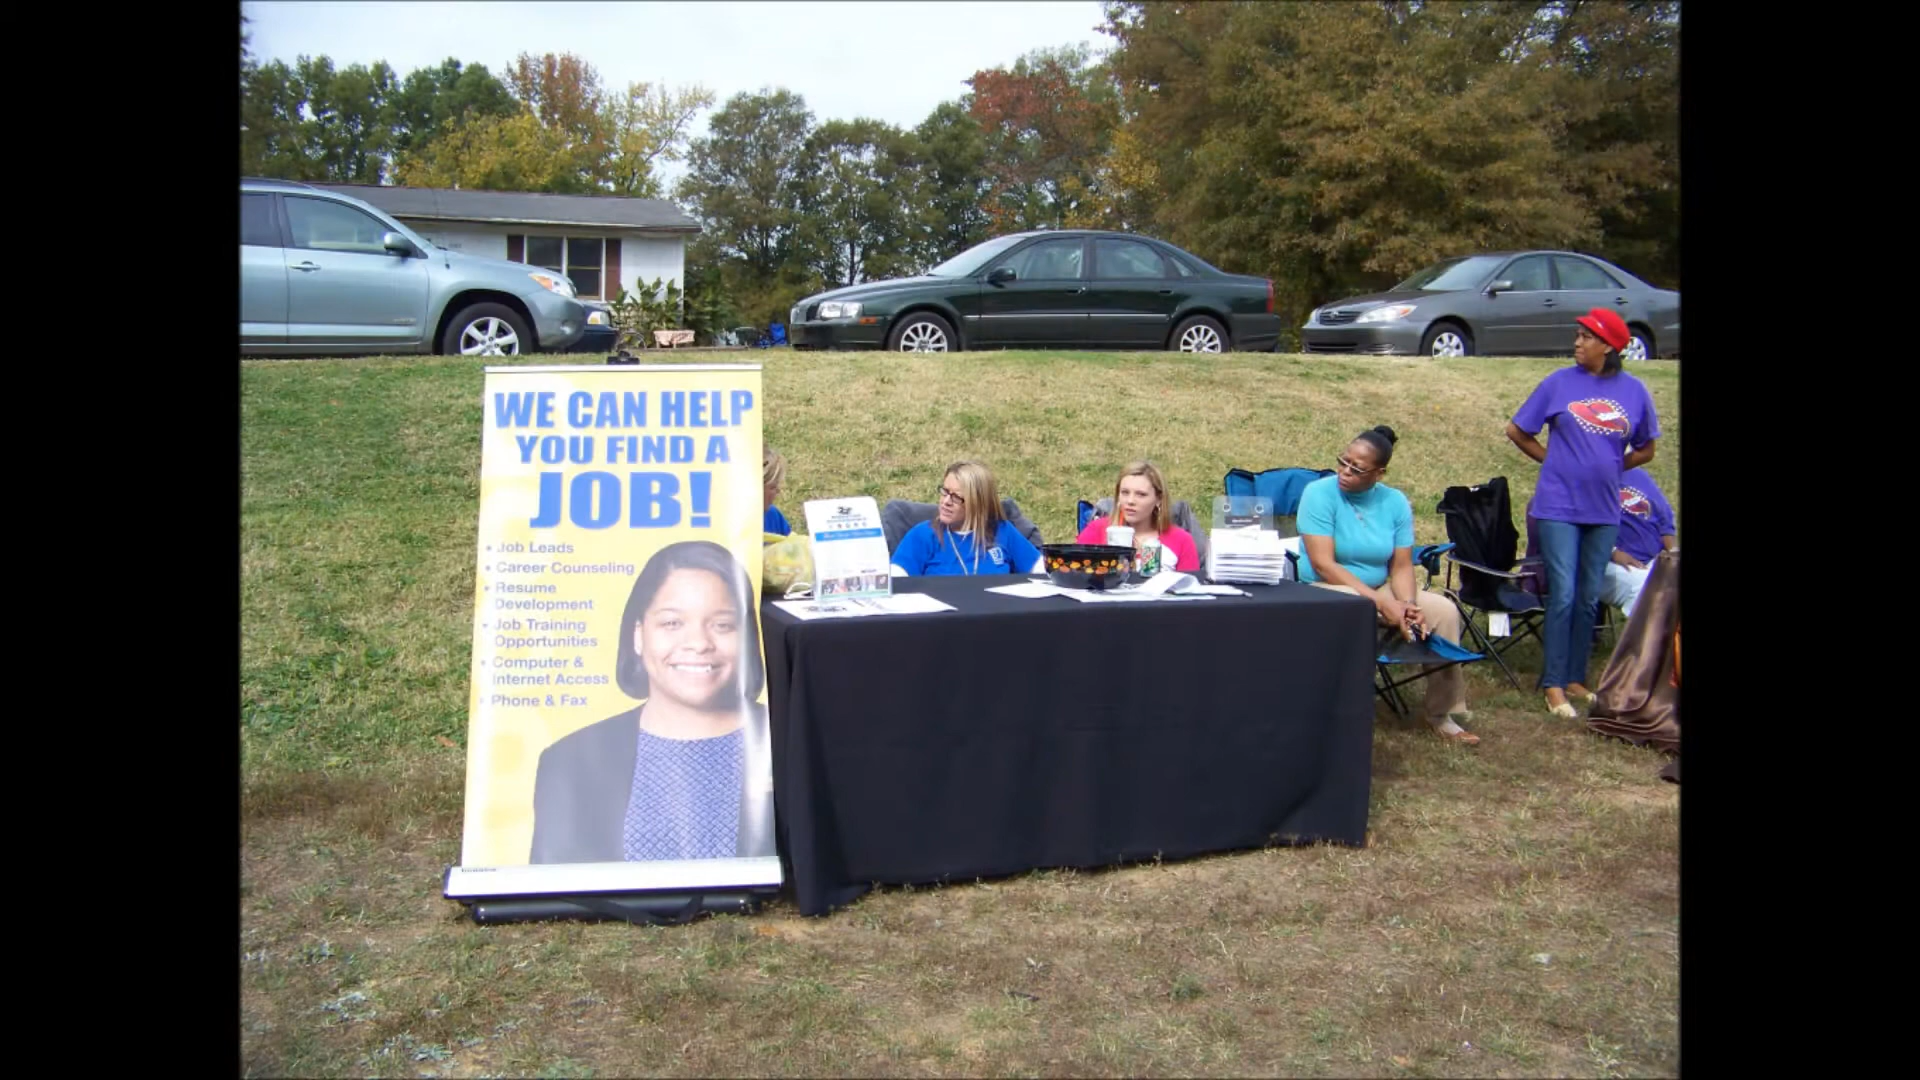 WE CAN HELP
YOU FIND A
JOB!
• Job Leads
• Career Counseling
• Resume
Development
• Job Training
Opportunities
• Computer &
Internet Access
• Phone & Fax